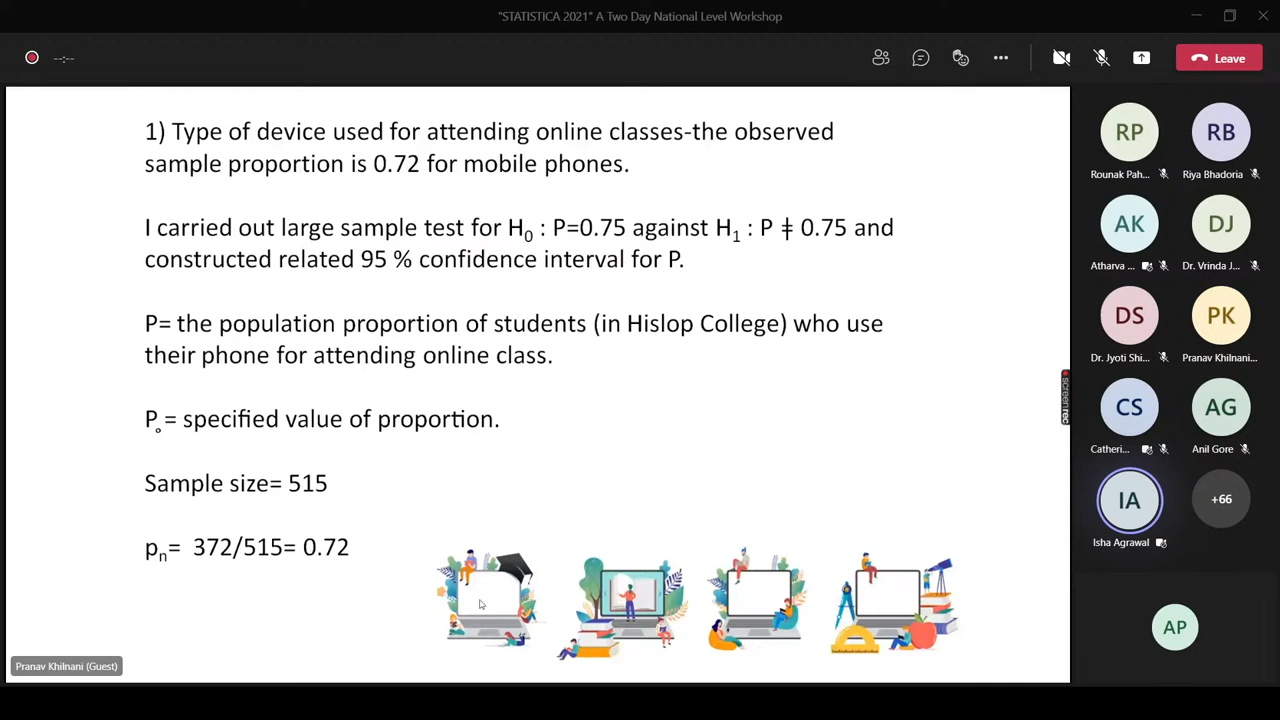 "STATISTICA 2021" A Two Day National Level Workshop
--:--
Leave
1) Type of device used for attending online classes-the observed
sample proportion is 0.72 for mobile phones.
I carried out large sample test for H0 : P=0.75 against H1 : P ǂ 0.75 and
constructed related 95 % confidence interval for P.
P= the population proportion of students (in Hislop College) who use
their phone for attending online class.
P°= specified value of proportion.
Sample size= 515
pn= 372/515= 0.72
Pranav Khilnani (Guest)
screenrec
RP
RB
Rounak Pah...
Riya Bhadoria
AK
DJ
Atharva ...
Dr. Vrinda J...
DS
PK
Dr. Jyoti Shi...
Pranav Khilnani...
CS
AG
Catheri...
Anil Gore
IA
+66
Isha Agrawal
AP